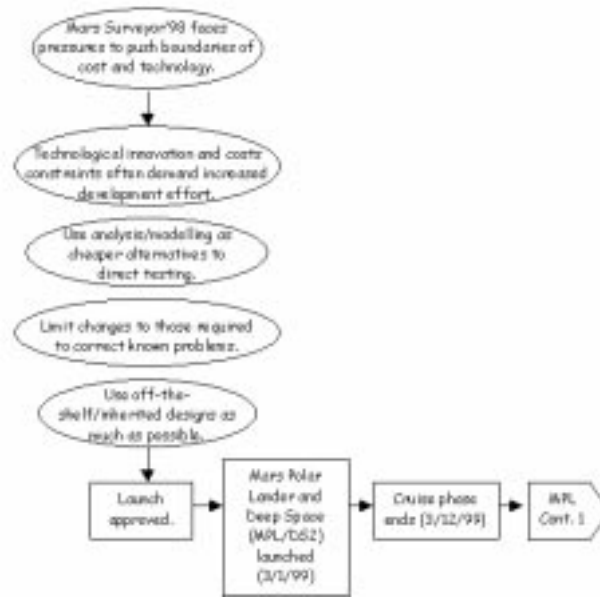 Mars Surveyor'98 faces
pressures to push boundaries of
cost and technology.
Technological innovation and costs
constraints often demand increased
development effort.
Use analysis/modelling as
cheaper alternatives to
direct testing.
Limit changes to those required
to correct known problems.
Use off-the-
shelf/inherited designs as
much as possible.
Launch
approved.
Mars Polar
Lander and
Deep Space
(MPL/DS2)
launched
(3/1/99)
Cruise phase
ends (3/12/99)
MPL
Cont. 1